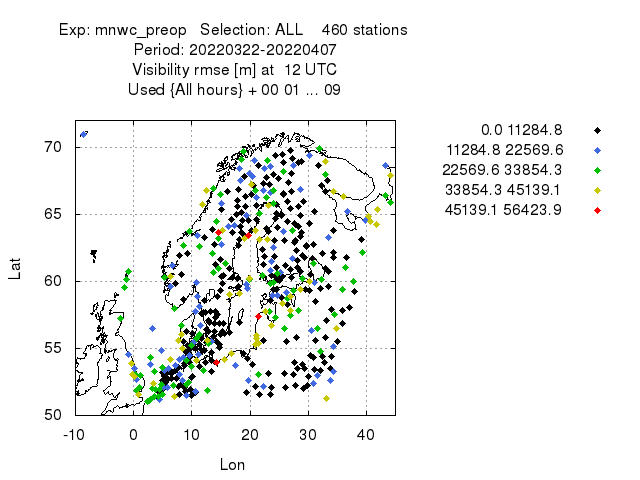 Exp: mnwc_preop Selection: ALL 460 stations
Period: 20220322-20220407
Visibility rmse [m] at 12 UTC
Used {All hours} + 00 01 ... 09
0.0 11284.8
11284.8 22569.6
22569.6 33854.3
33854.3 45139.1
45139.1 56423.9
70
65
60
55
50
Lat
-10 0 10 20 30 40
Lon